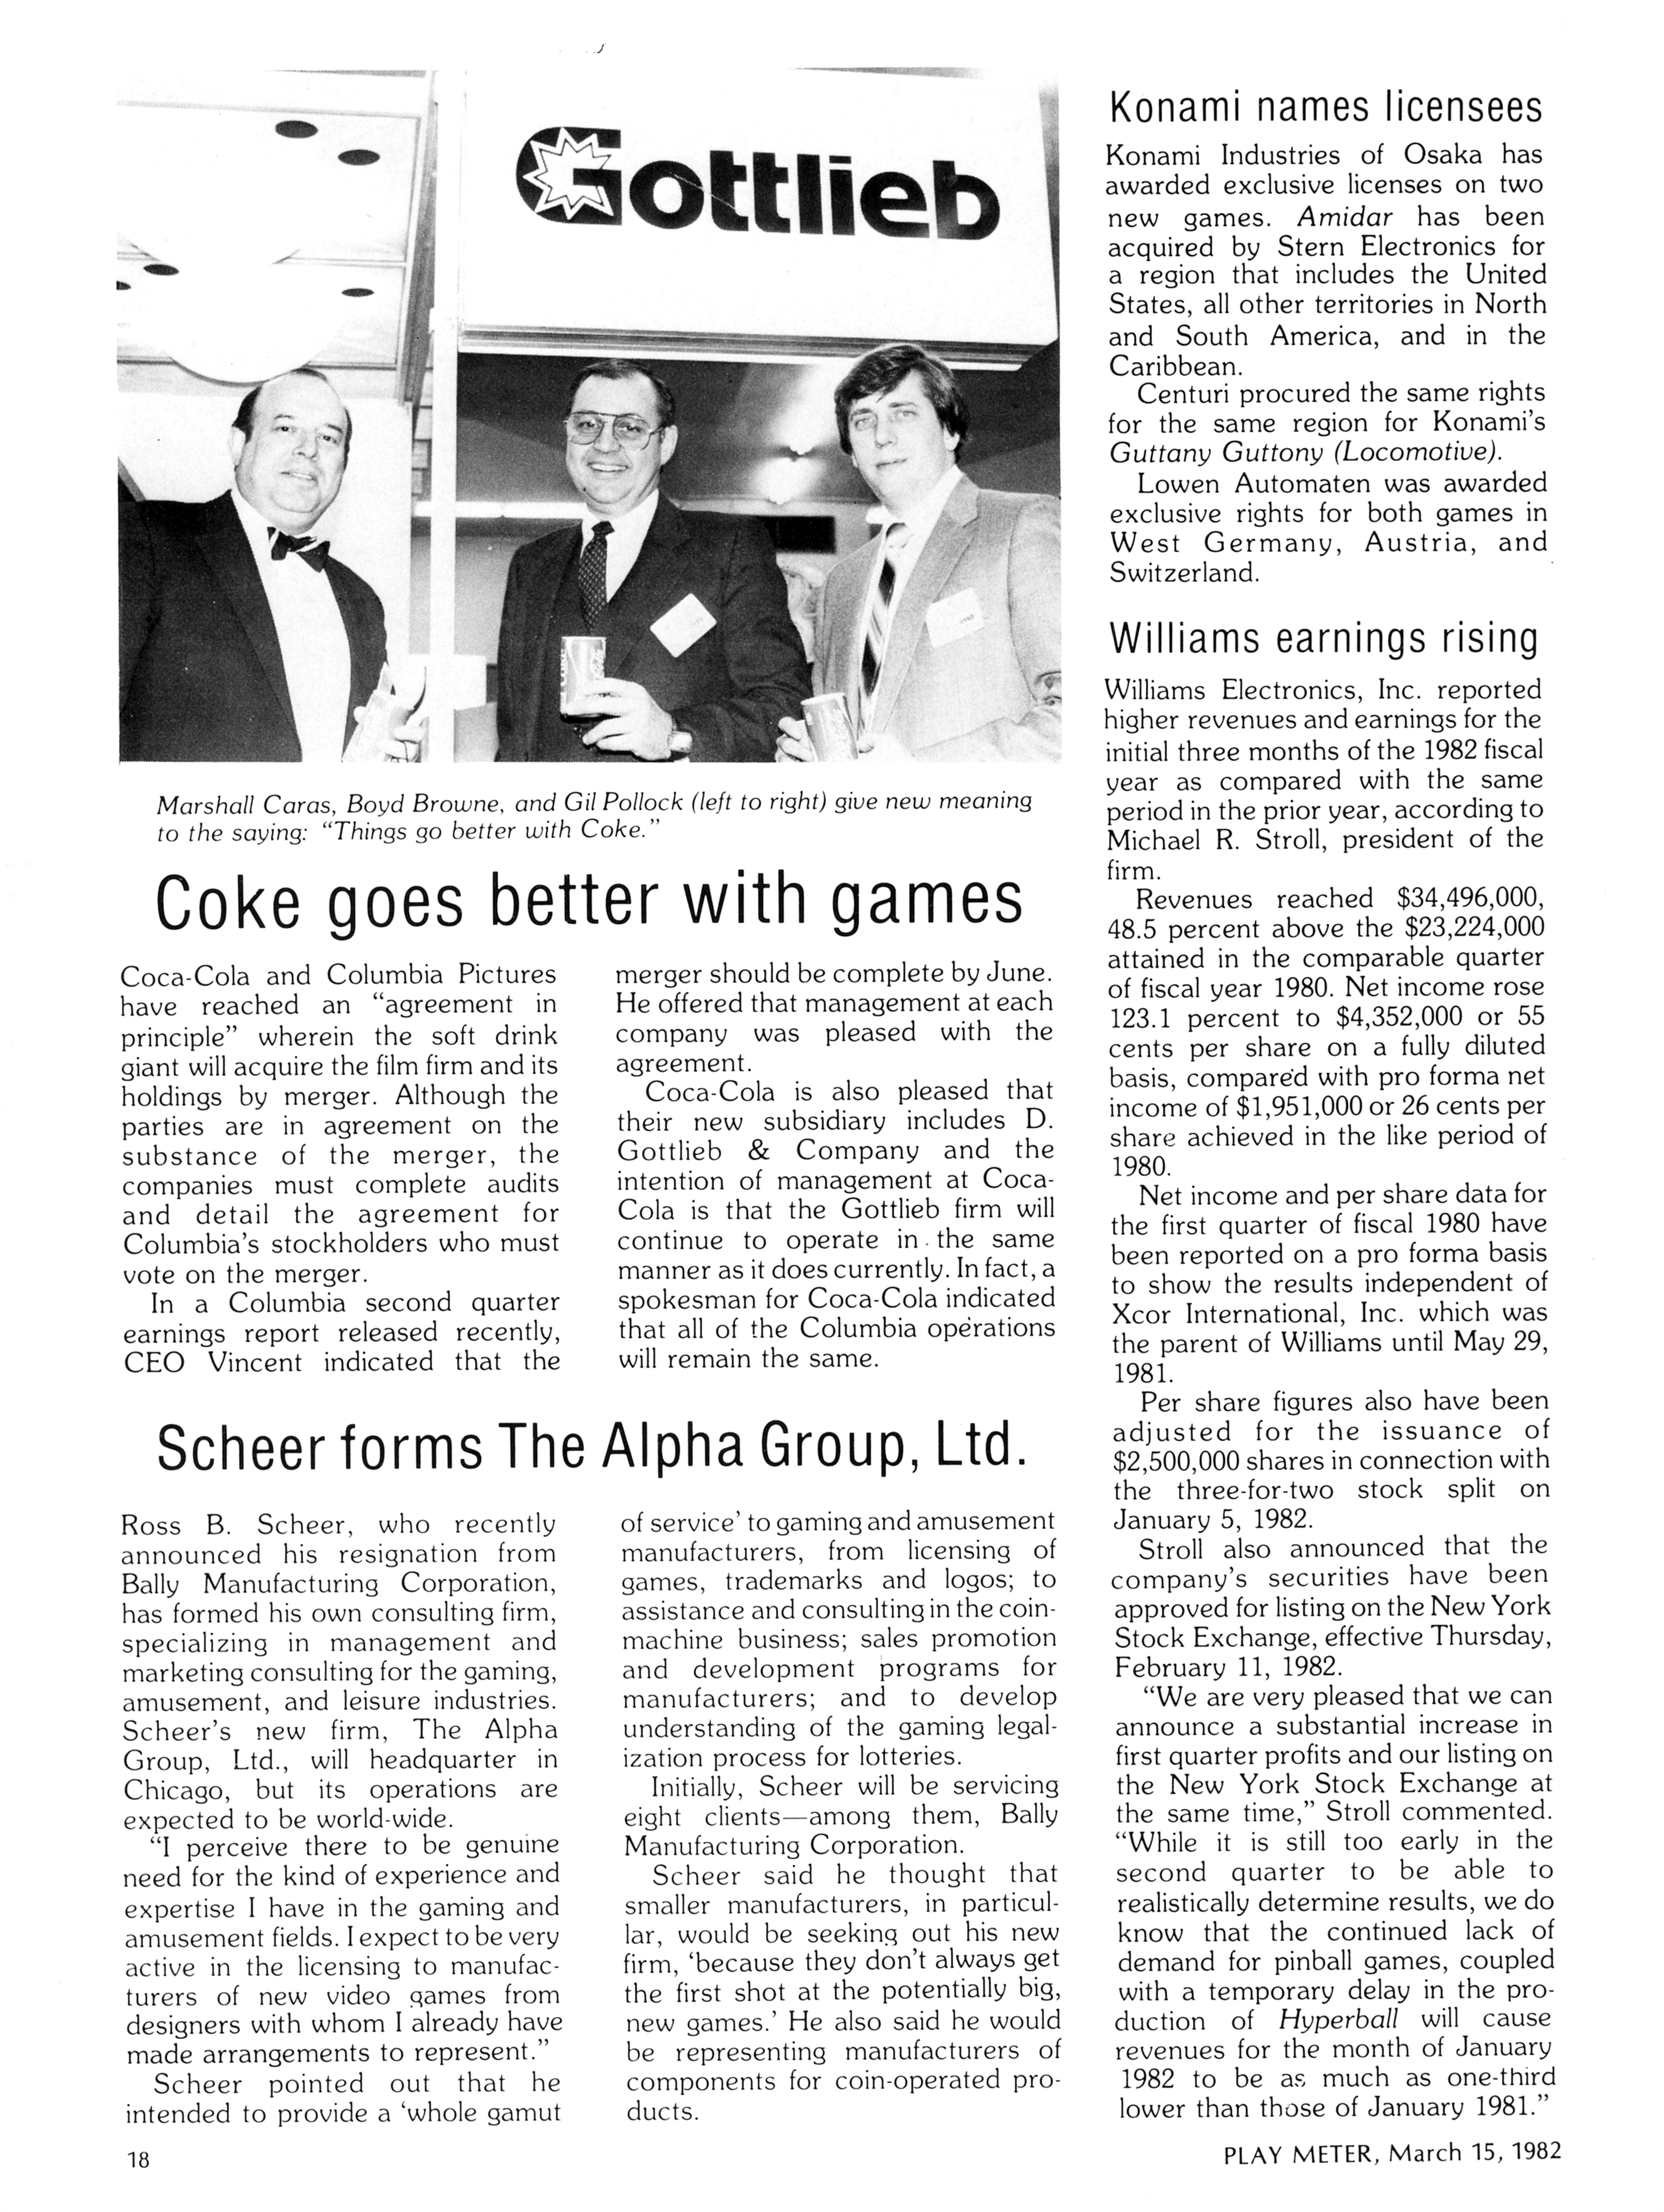 Gottlieb
Marshall Caras, Boyd Browne, and Gil Pollock (left to right) give new meaning
to the saying: “Things go better with Coke.”
Coke goes better with games
Coca-Cola and Columbia Pictures
have reached an “agreement in
principle” wherein the soft drink
giant will acquire the film firm and its
holdings by merger. Although the
parties are in agreement on the
substance of the merger, the
companies must complete audits
and detail the agreement for
Columbia’s stockholders who must
vote on the merger.
In a Columbia second quarter
earnings report released recently,
CEO Vincent indicated that the
merger should be complete by June.
He offered that management at each
company was pleased with the
agreement.
Coca-Cola is also pleased that
their new subsidiary includes D.
Gottlieb & Company and the
intention of management at Coca-
Cola is that the Gottlieb firm will
continue to operate in the same
manner as it does currently. In fact, a
spokesman for Coca-Cola indicated
that all of the Columbia operations
will remain the same.
Scheer forms The Alpha Group, Ltd.
Ross B. Scheer, who recently
announced his resignation from
Bally Manufacturing Corporation,
has formed his own consulting firm,
specializing in management and
marketing consulting for the gaming,
amusement, and leisure industries.
Scheer’s new firm, The Alpha
Group, Ltd., will headquarter in
Chicago, but its operations are
expected to be world-wide.
“I perceive there to be genuine
need for the kind of experience and
expertise I have in the gaming and
amusement fields. I expect to be very
active in the licensing to manufac-
turers of new video games from
designers with whom I already have
made arrangements to represent.”
Scheer pointed out that he
intended to provide a ‘whole gamut
of service’ to gaming and amusement
manufacturers, from licensing of
games, trademarks and logos; to
assistance and consulting in the coin-
machine business; sales promotion
and development programs for
manufacturers; and to develop
understanding of the gaming legal-
ization process for lotteries.
Initially, Scheer will be servicing
eight clients—among them, Bally
Manufacturing Corporation.
Scheer said he thought that
smaller manufacturers, in particul-
lar, would be seeking out his new
firm, ‘because they don’t always get
the first shot at the potentially big,
new games.’ He also said he would
be representing manufacturers of
components for coin-operated pro-
ducts.
Konami names licensees
Konami Industries of Osaka has
awarded exclusive licenses on two
new games. Amidar has been
acquired by Stern Electronics for
a region that includes the United
States, all other territories in North
and South America, and in the
Caribbean.
Centuri procured the same rights
for the same region for Konami’s
Guttany Guttony (Locomotive).
Lowen Automaten was awarded
exclusive rights for both games in
West Germany, Austria, and
Switzerland.
Williams earnings rising
Williams Electronics, Inc. reported
higher revenues and earnings for the
initial three months of the 1982 fiscal
year as compared with the same
period in the prior year, according to
Michael R. Stroll, president of the
firm.
Revenues reached $34,496,000,
48.5 percent above the $23,224,000
attained in the comparable quarter
of fiscal year 1980. Net income rose
123.1 percent to $4,352,000 or 55
cents per share on a fully diluted
basis, compared with pro forma net
income of $1,951,000 or 26 cents per
share achieved in the like period of
1980.
Net income and per share data for
the first quarter of fiscal 1980 have
been reported on a pro forma basis
to show the results independent of
Xcor International, Inc. which was
the parent of Williams until May 29,
1981.
Per share figures also have been
adjusted for the issuance of
$2,500,000 shares in connection with
the three-for-two stock split on
January 5, 1982.
Stroll also announced that the
company’s securities have been
approved for listing on the New York
Stock Exchange, effective Thursday,
February 11, 1982.
“We are very pleased that we can
announce a substantial increase in
first quarter profits and our listing on
the New York Stock Exchange at
the same time,” Stroll commented.
“While it is still too early in the
second quarter to be able to
realistically determine results, we do
know that the continued lack of
demand for pinball games, coupled
with a temporary delay in the pro-
duction of Hyperball will cause
revenues for the month of January
1982 to be as much as one-third
lower than those of January 1981.”
18
PLAY METER, March 15, 1982